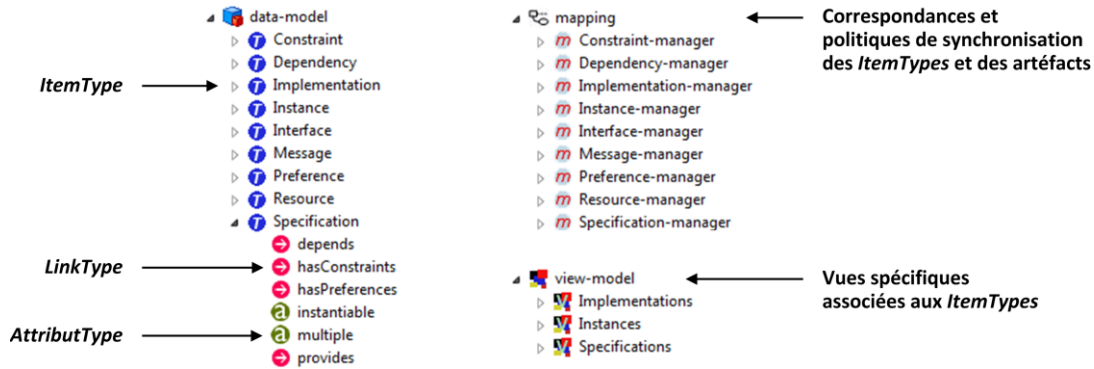 data-model
Constraint
Dependency
ItemType
Implementation
Instance
Interface
Message
Preference
Resource
Specification
depends
LinkType
hasConstraints
hasPreferences
instantiable
AttributType
multiple
provides
mapping
Constraint-manager
Dependency-manager
Implementation-manager
Instance-manager
Interface-manager
Message-manager
Preference-manager
Resource-manager
Specification-manager
Correspondances et
politiques de synchronisation
des ItemTypes et des artéfacts
view-model
Implementations
Instances
Specifications
Vues spécifiques
associées aux ItemTypes